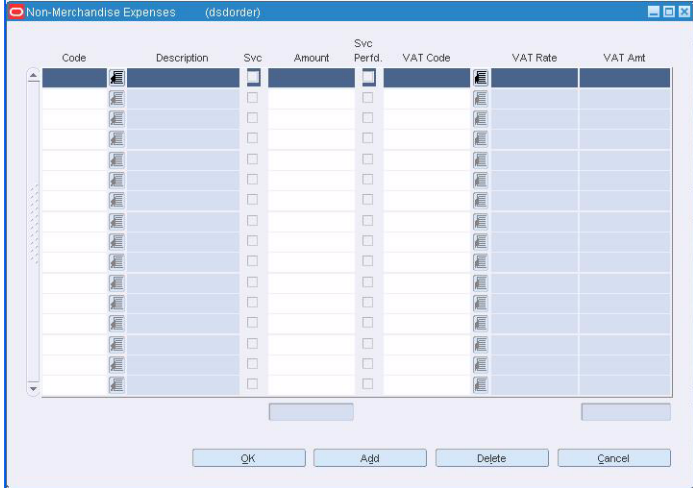 Non-Merchandise Expenses (dsdorder)
Svc
Code Description Svc Amount Perfd. VAT Code VAT Rate VAT Amt
OK Add Delete Cancel